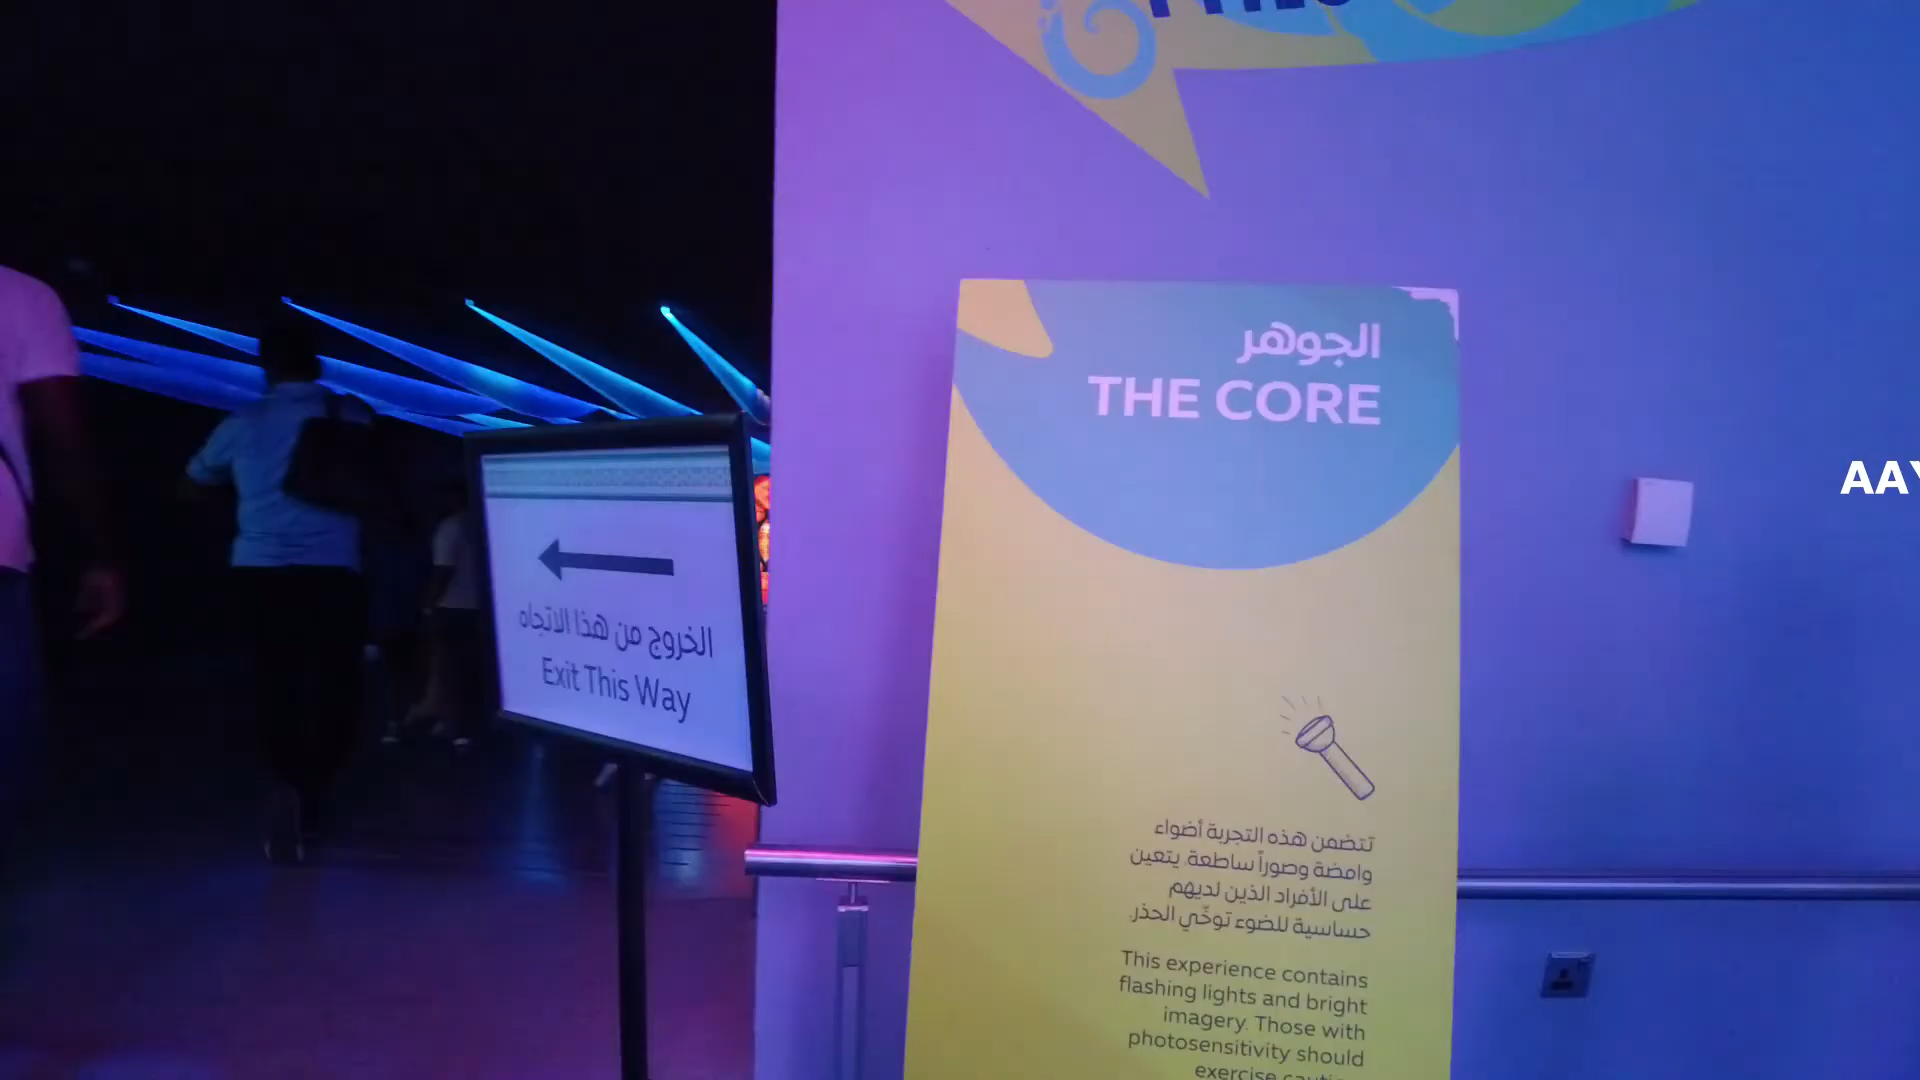 الجوهر
THE CORE
الخروج من هذا الاتجاه
Exit This Way
تتضمن هذه التجربة أضواء
وامضة وصوراً ساطعة. يتعين
على الأفراد الذين لديهم
حساسية للضوء توخّي الحذر.
This experience contains
flashing lights and bright
imagery. Those with
photosensitivity should
exercise